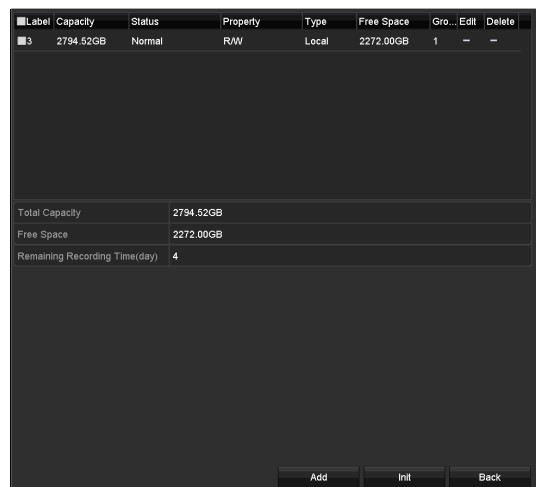 Label Capacity Status Property Type Free Space Gro... Edit Delete
3 2794.52GB Normal R/W Local 2272.00GB 1 – –
Total Capacity 2794.52GB
Free Space 2272.00GB
Remaining Recording Time(day) 4
Add Init Back